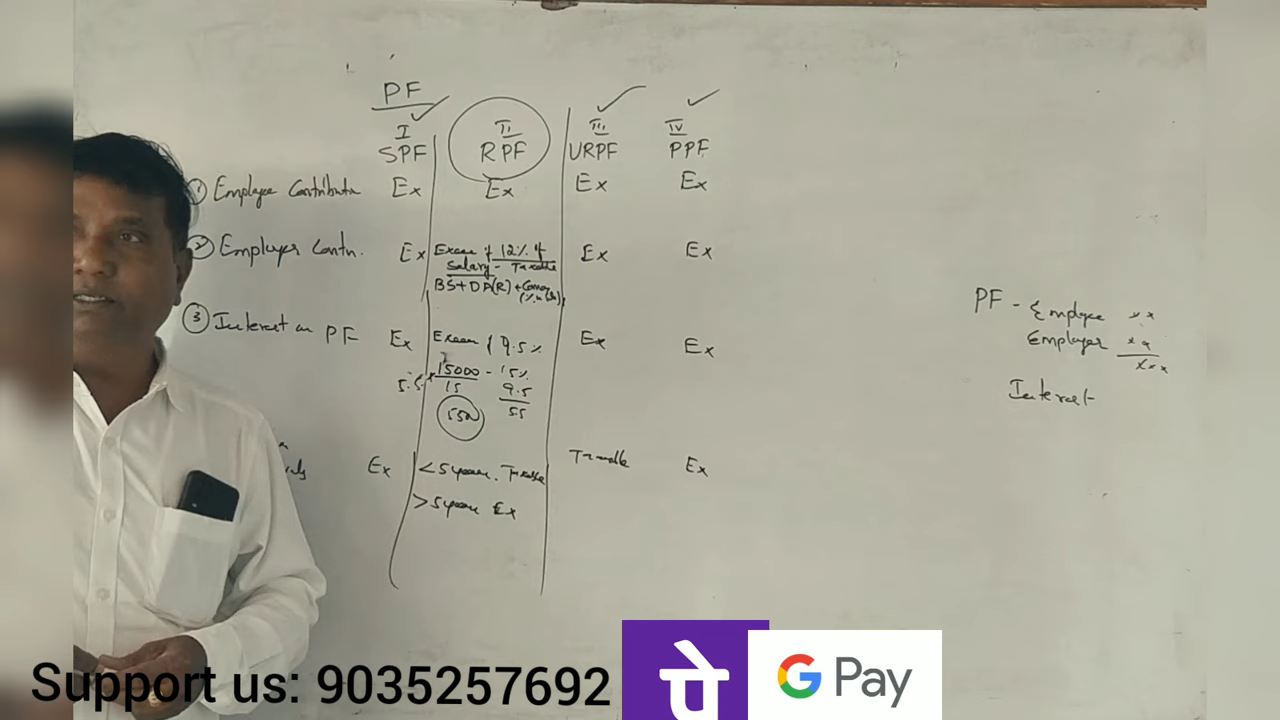 PF
I II III IV
SPF RPF URPF PPF
① Employee Ex Ex Ex Ex
② Employer Contn. Ex Excess of 12% of Ex Ex
Salary - Taxable
BS + DA(R) +
③ Interest on PF Ex Excess of 9.5% Ex Ex
15000 - 15%
15 9.5
5.5
Ex < 5 years. Taxable Taxable Ex
> 5 years Ex
PF - Employee xx
Employer xx
xxx
Interest
Support us: 9035257692
पे
G Pay